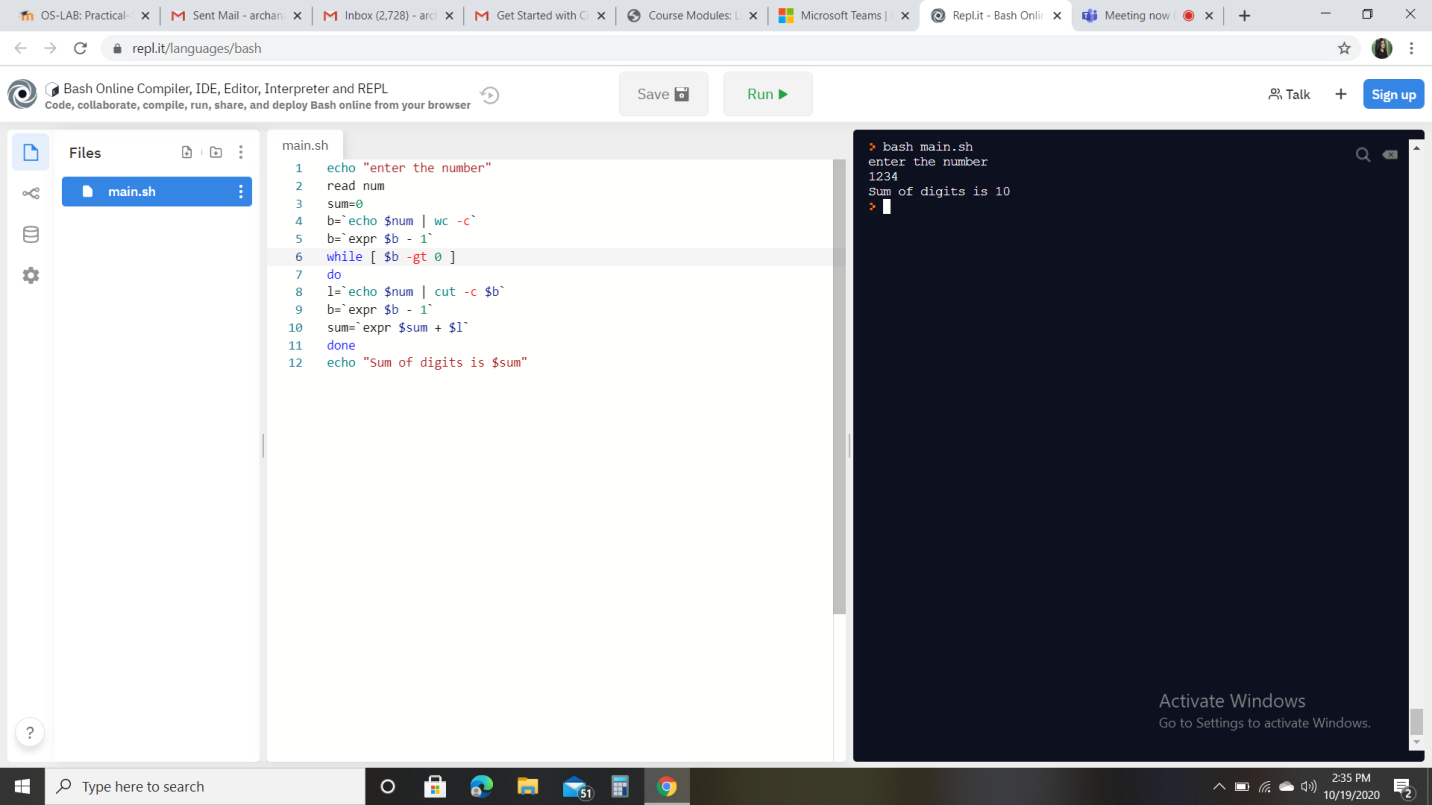 OS-LAB: Practical-
Sent Mail - archan
Inbox (2,728) - arc
Get Started with C
Course Modules: L
Microsoft Teams |
Repl.it - Bash Onlin
Meeting now
repl.it/languages/bash
Bash Online Compiler, IDE, Editor, Interpreter and REPL
Code, collaborate, compile, run, share, and deploy Bash online from your browser
Save
Run
Talk
+
Sign up
Files
main.sh
main.sh
1 echo "enter the number"
2 read num
3 sum=0
4 b=`echo $num | wc -c`
5 b=`expr $b - 1`
6 while [ $b -gt 0 ]
7 do
8 l=`echo $num | cut -c $b`
9 b=`expr $b - 1`
10 sum=`expr $sum + $l`
11 done
12 echo "Sum of digits is $sum"
> bash main.sh
enter the number
1234
Sum of digits is 10
>
Activate Windows
Go to Settings to activate Windows.
?
Type here to search
51
2:35 PM
10/19/2020
2